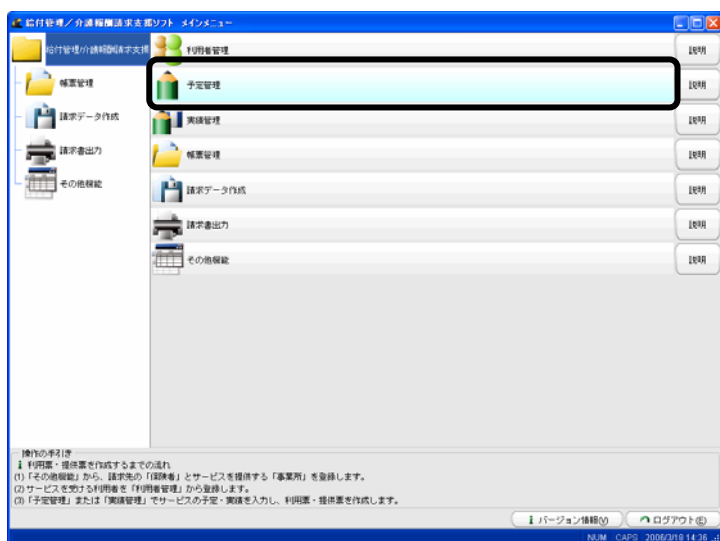 給付管理/介護報酬請求支援ソフト メインメニュー
給付管理/介護報酬請求支援
帳票管理
請求データ作成
請求書出力
その他機能
利用者管理 説明
予定管理 説明
実績管理 説明
帳票管理 説明
請求データ作成 説明
請求書出力 説明
その他機能 説明
操作の手引き
利用票・提供票を作成するまでの流れ
(1)「その他機能」から、請求先の「保険者」とサービスを提供する「事業所」を登録します。
(2)サービスを受ける利用者を「利用者管理」から登録します。
(3)「予定管理」または「実績管理」でサービスの予定・実績を入力し、利用票・提供票を作成します。
バージョン情報(V) ログアウト(E)
NUM CAPS 2006/3/18 14:36